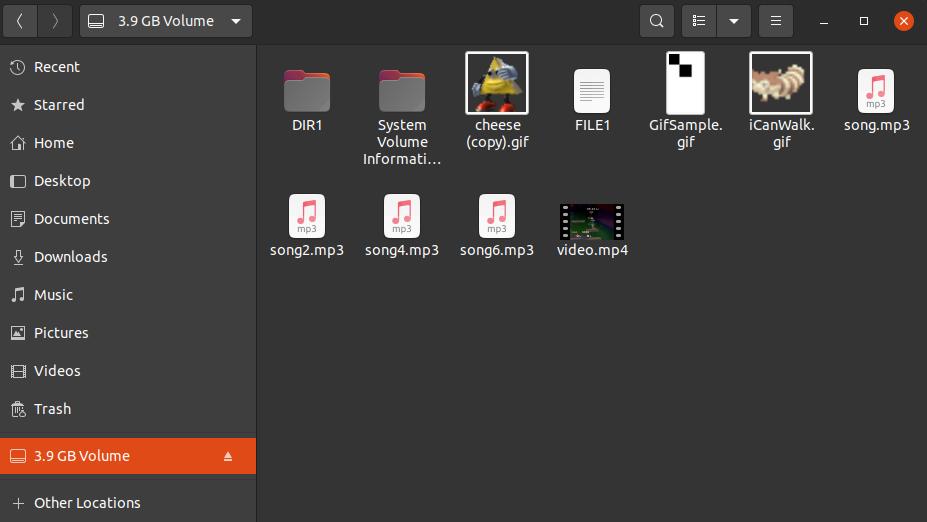 3.9 GB Volume
Recent
Starred
Home
Desktop
Documents
Downloads
Music
Pictures
Videos
Trash
3.9 GB Volume
Other Locations
DIR1
System
Volume
Informati…
cheese
(copy).gif
FILE1
GifSample.
gif
iCanWalk.
gif
mp3
song.mp3
mp3
song2.mp3
mp3
song4.mp3
mp3
song6.mp3
video.mp4